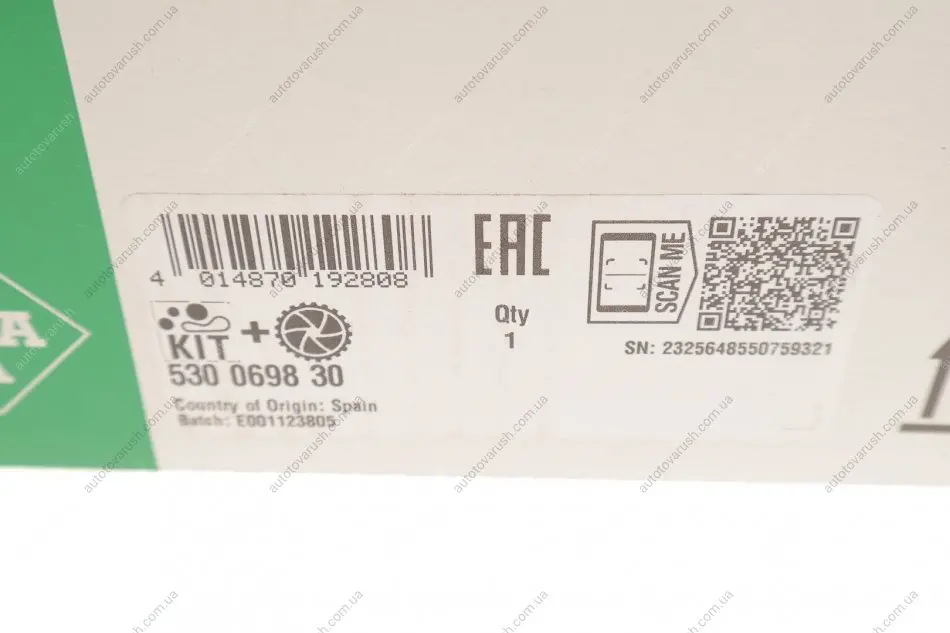 4 014870 192808
EAC
SCAN ME
Qty
1
KIT +
530 0698 30
SN: 2325648550759321
Country of Origin: Spain
Batch: E001123805
A
autotovarush.com.ua